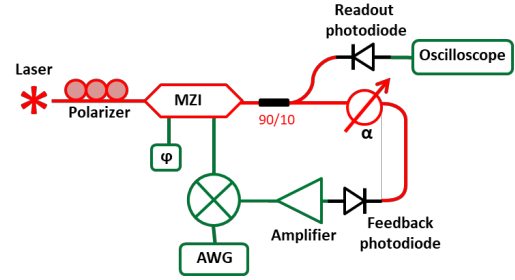 Readout
photodiode
Oscilloscope
Laser
Polarizer
MZI
90/10
α
φ
Amplifier
Feedback
photodiode
AWG